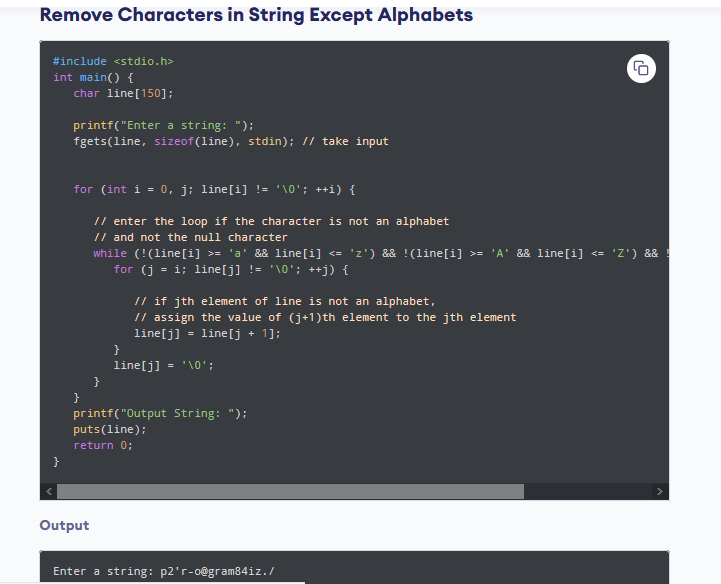 Remove Characters in String Except Alphabets
#include <stdio.h>
int main() {
char line[150];
printf("Enter a string: ");
fgets(line, sizeof(line), stdin); // take input
for (int i = 0, j; line[i] != '\0'; ++i) {
// enter the loop if the character is not an alphabet
// and not the null character
while (!(line[i] >= 'a' && line[i] <= 'z') && !(line[i] >= 'A' && line[i] <= 'Z') && !
for (j = i; line[j] != '\0'; ++j) {
// if jth element of line is not an alphabet,
// assign the value of (j+1)th element to the jth element
line[j] = line[j + 1];
}
line[j] = '\0';
}
}
printf("Output String: ");
puts(line);
return 0;
}
Output
Enter a string: p2'r-o@gram84iz./